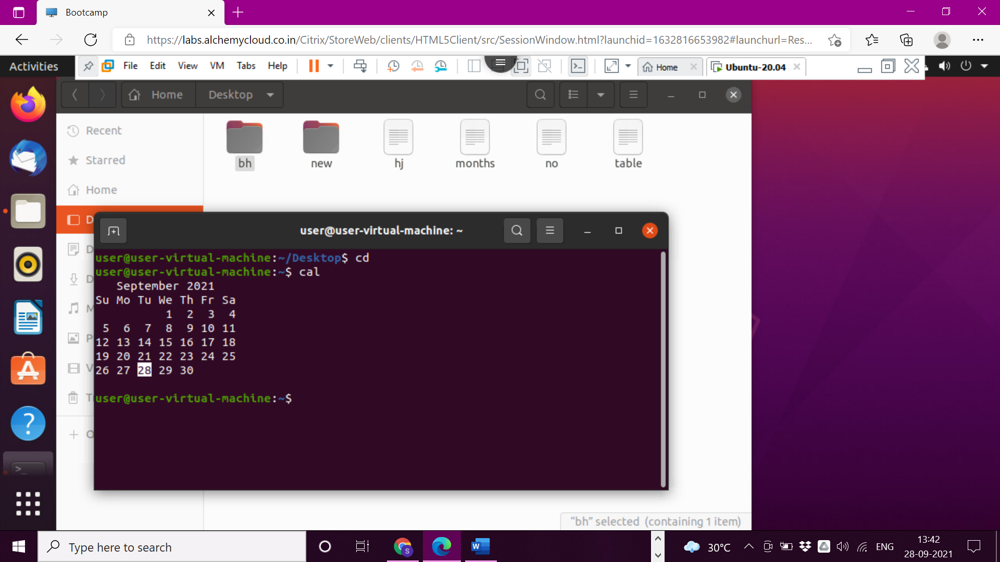 Bootcamp
https://labs.alchemycloud.co.in/Citrix/StoreWeb/clients/HTML5Client/src/SessionWindow.html?launchid=1632816653982#launchurl=Res...
Activities
File Edit View VM Tabs Help
Home
Ubuntu-20.04
Home Desktop
Recent
Starred
Home
bh new hj months no table
D
D
D
M
P
V
T
O
user@user-virtual-machine: ~
user@user-virtual-machine:~/Desktop$ cd
user@user-virtual-machine:~$ cal
September 2021
Su Mo Tu We Th Fr Sa
1 2 3 4
5 6 7 8 9 10 11
12 13 14 15 16 17 18
19 20 21 22 23 24 25
26 27 28 29 30
user@user-virtual-machine:~$
“bh” selected (containing 1 item)
Type here to search
S
W
30°C
ENG
13:42
28-09-2021